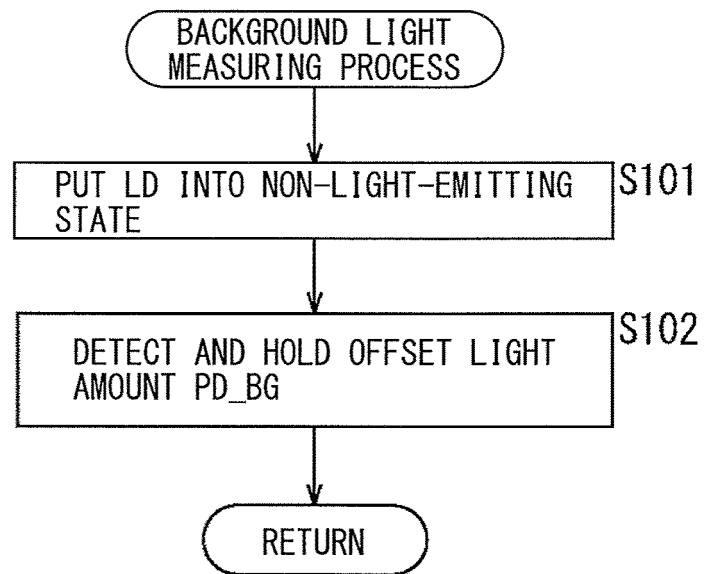 BACKGROUND LIGHT
MEASURING PROCESS
PUT LD INTO NON-LIGHT-EMITTING
STATE
S101
DETECT AND HOLD OFFSET LIGHT
AMOUNT PD_BG
S102
RETURN